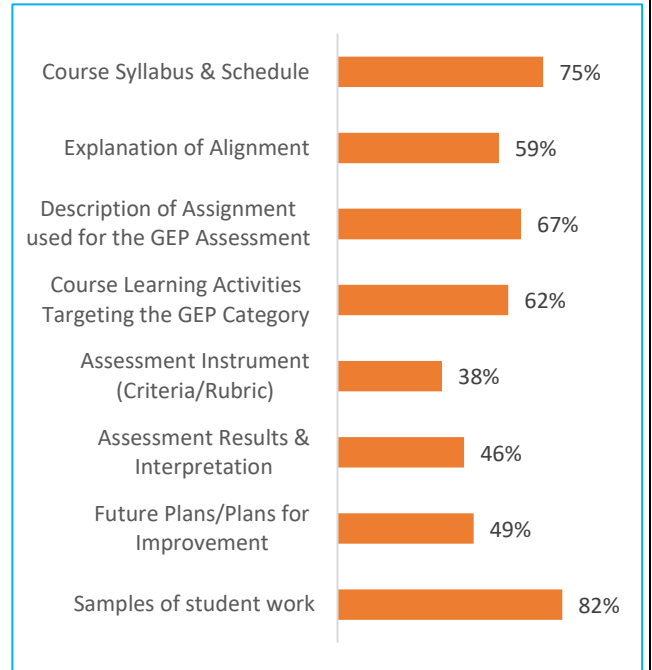 Course Syllabus & Schedule 75%
Explanation of Alignment 59%
Description of Assignment
used for the GEP Assessment 67%
Course Learning Activities
Targeting the GEP Category 62%
Assessment Instrument
(Criteria/Rubric) 38%
Assessment Results &
Interpretation 46%
Future Plans/Plans for
Improvement 49%
Samples of student work 82%